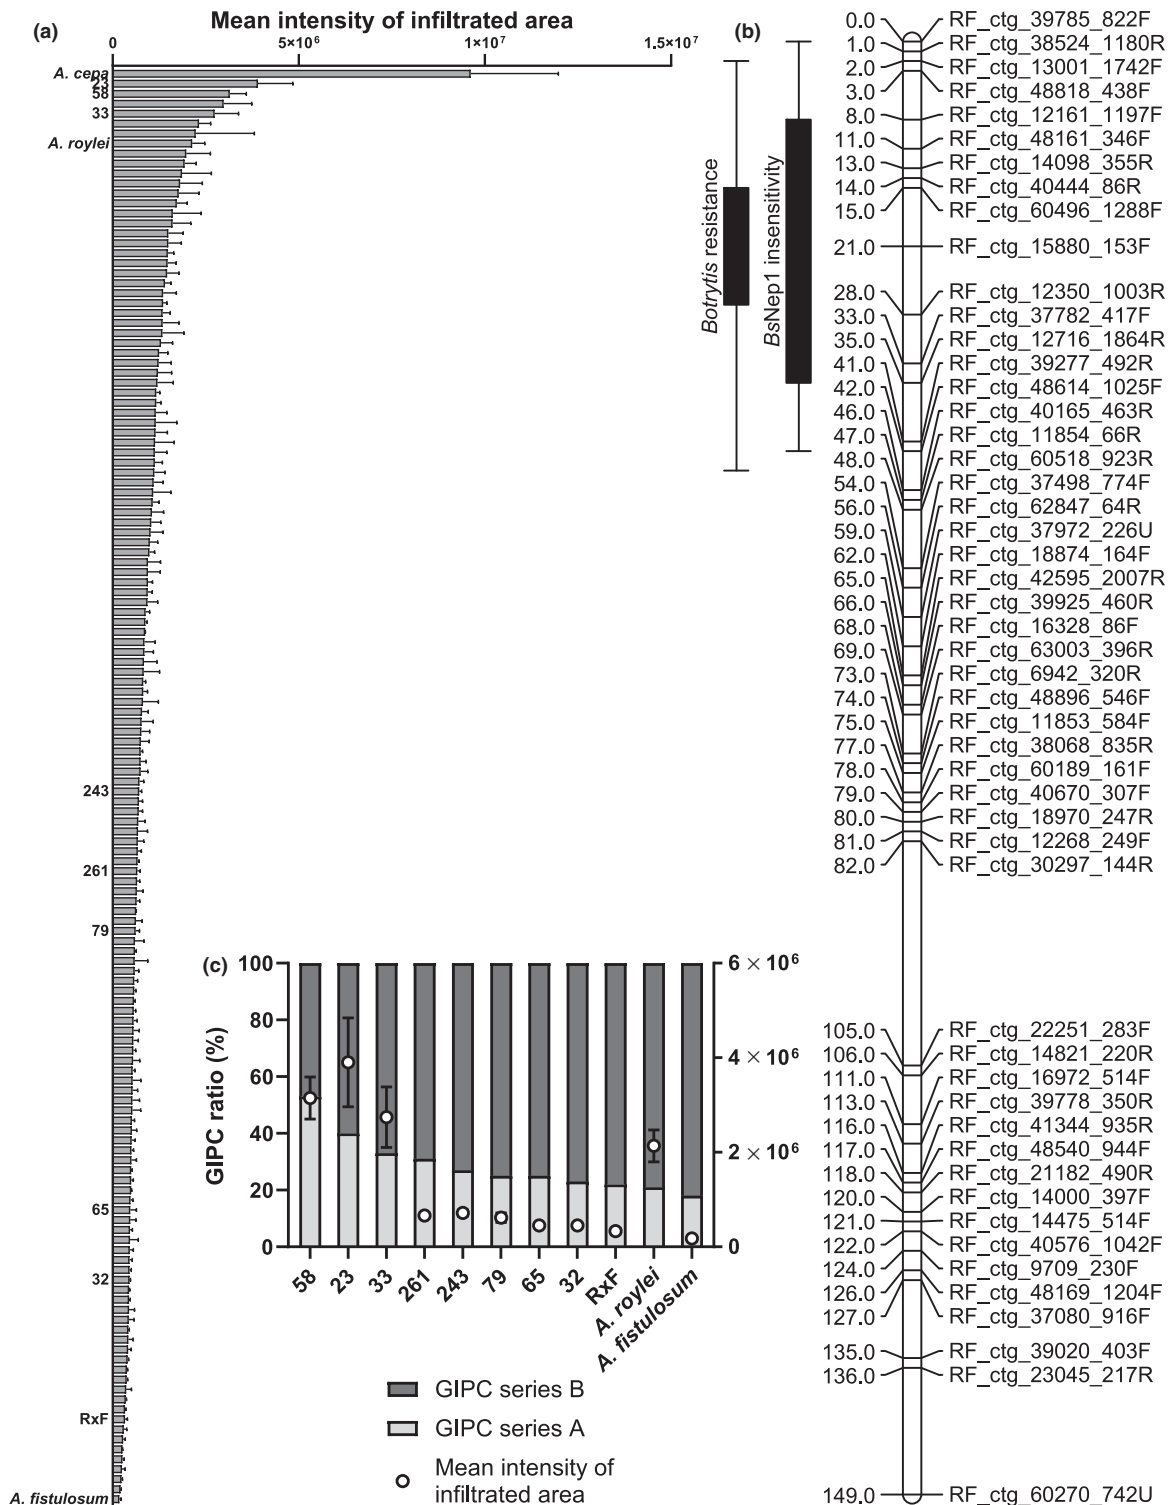 Mean intensity of infiltrated area
(a)
0
5×10⁶
1×10⁷
1.5×10⁷
A. cepa
23
58
33
A. roylei
243
261
79
65
32
RxF
A. fistulosum
(b)
Botrytis resistance
BsNep1 insensitivity
0.0 RF_ctg_39785_822F
1.0 RF_ctg_38524_1180R
2.0 RF_ctg_13001_1742F
3.0 RF_ctg_48818_438F
8.0 RF_ctg_12161_1197F
11.0 RF_ctg_48161_346F
13.0 RF_ctg_14098_355R
14.0 RF_ctg_40444_86R
15.0 RF_ctg_60496_1288F
21.0 RF_ctg_15880_153F
28.0 RF_ctg_12350_1003R
33.0 RF_ctg_37782_417F
35.0 RF_ctg_12716_1864R
41.0 RF_ctg_39277_492R
42.0 RF_ctg_48614_1025F
46.0 RF_ctg_40165_463R
47.0 RF_ctg_11854_66R
48.0 RF_ctg_60518_923R
54.0 RF_ctg_37498_774F
56.0 RF_ctg_62847_64R
59.0 RF_ctg_37972_226U
62.0 RF_ctg_18874_164F
65.0 RF_ctg_42595_2007R
66.0 RF_ctg_39925_460R
68.0 RF_ctg_16328_86F
69.0 RF_ctg_63003_396R
73.0 RF_ctg_6942_320R
74.0 RF_ctg_48896_546F
75.0 RF_ctg_11853_584F
77.0 RF_ctg_38068_835R
78.0 RF_ctg_60189_161F
79.0 RF_ctg_40670_307F
80.0 RF_ctg_18970_247R
81.0 RF_ctg_12268_249F
82.0 RF_ctg_30297_144R
105.0 RF_ctg_22251_283F
106.0 RF_ctg_14821_220R
111.0 RF_ctg_16972_514F
113.0 RF_ctg_39778_350R
116.0 RF_ctg_41344_935R
117.0 RF_ctg_48540_944F
118.0 RF_ctg_21182_490R
120.0 RF_ctg_14000_397F
121.0 RF_ctg_14475_514F
122.0 RF_ctg_40576_1042F
124.0 RF_ctg_9709_230F
126.0 RF_ctg_48169_1204F
127.0 RF_ctg_37080_916F
135.0 RF_ctg_39020_403F
136.0 RF_ctg_23045_217R
149.0 RF_ctg_60270_742U
(c)
GIPC ratio (%)
100
80
60
40
20
0
6 × 10⁶
4 × 10⁶
2 × 10⁶
0
58
23
33
261
243
79
65
32
RxF
A. roylei
A. fistulosum
GIPC series B
GIPC series A
Mean intensity of
infiltrated area